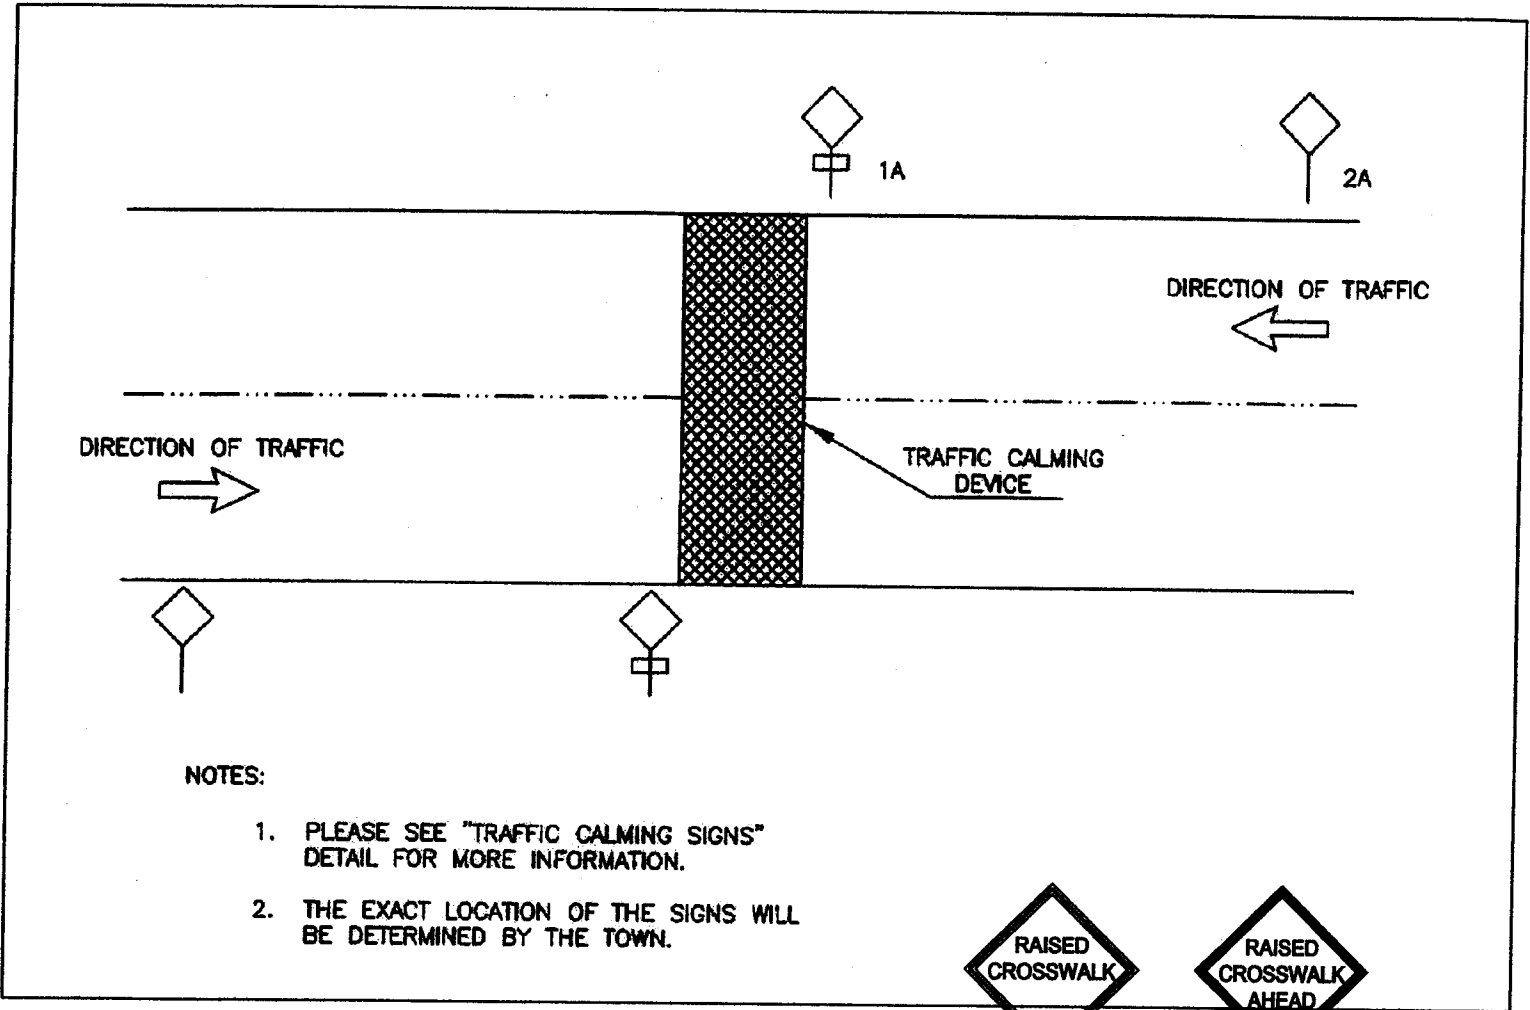 1A
2A
DIRECTION OF TRAFFIC
DIRECTION OF TRAFFIC
TRAFFIC CALMING
DEVICE
NOTES:
1. PLEASE SEE "TRAFFIC CALMING SIGNS"
DETAIL FOR MORE INFORMATION.
2. THE EXACT LOCATION OF THE SIGNS WILL
BE DETERMINED BY THE TOWN.
RAISED
CROSSWALK
RAISED
CROSSWALK
AHEAD